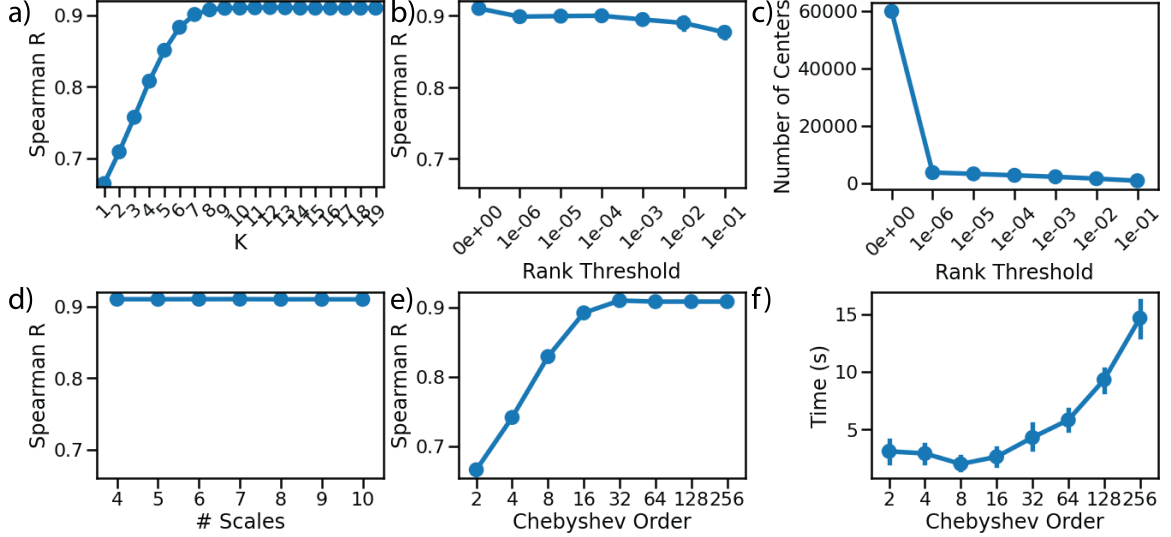 a)
Spearman R
0.9
0.8
0.7
1 2 3 4 5 6 7 8 9 10 11 12 13 14 15 16 17 18 19
K
b)
Spearman R
0.9
0.8
0.7
0e+00 1e-06 1e-05 1e-04 1e-03 1e-02 1e-01
Rank Threshold
c)
Number of Centers
60000
40000
20000
0
0e+00 1e-06 1e-05 1e-04 1e-03 1e-02 1e-01
Rank Threshold
d)
Spearman R
0.9
0.8
0.7
4 5 6 7 8 9 10
# Scales
e)
Spearman R
0.9
0.8
0.7
2 4 8 16 32 64 128 256
Chebyshev Order
f)
Time (s)
15
10
5
2 4 8 16 32 64 128 256
Chebyshev Order